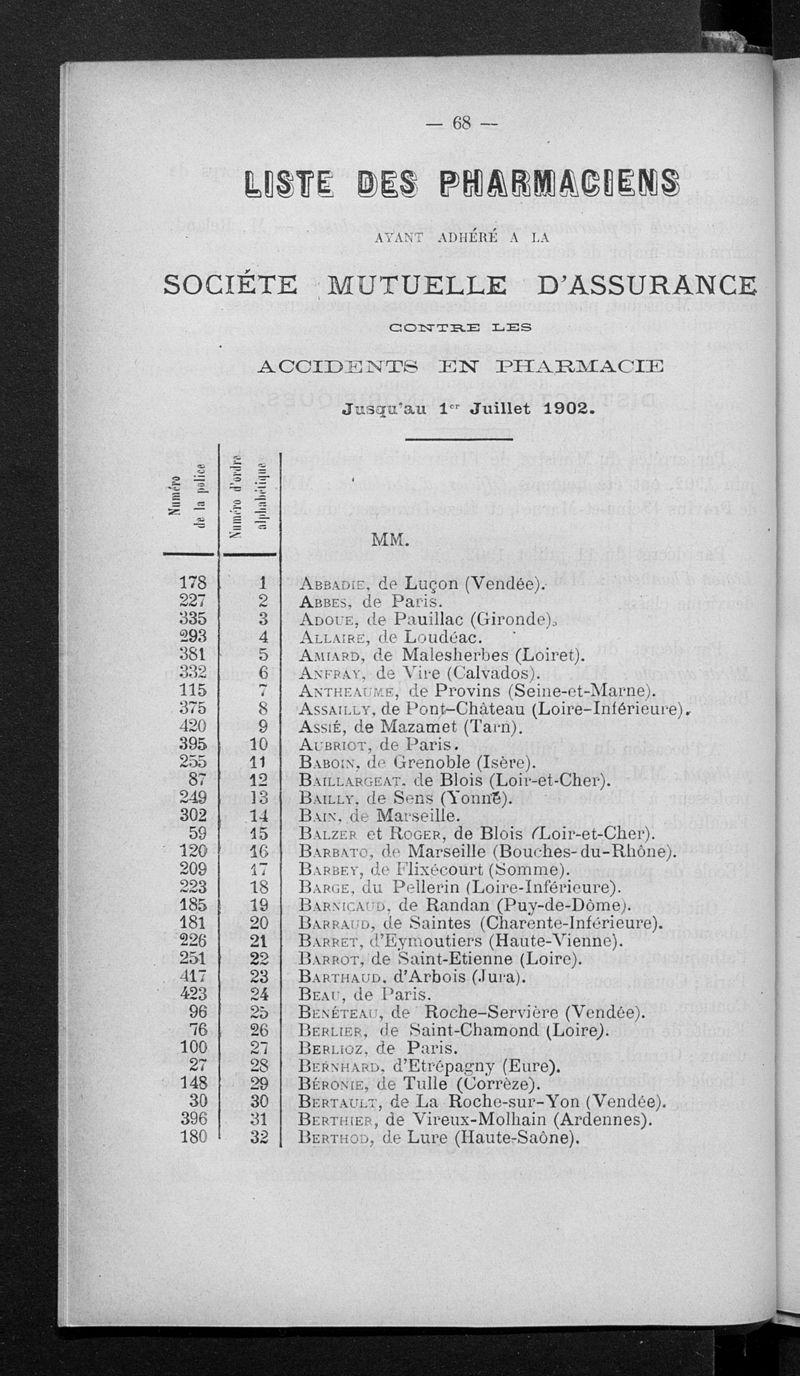 — 68 —
LISTE DES PHARMACIENS
AYANT ADHÉRÉ A LA
SOCIÉTE MUTUELLE D'ASSURANCE
CONTRE LES
ACCIDENTS EN PHARMACIE
Jusqu'au 1er Juillet 1902.
Numéro de la police
Numéro d'ordre alphabétique
MM.
178 1 ABBADIE, de Luçon (Vendée).
227 2 ABBES, de Paris.
335 3 ADOUE, de Pauillac (Gironde).
293 4 ALLAIRE, de Loudéac.
381 5 AMIARD, de Malesherbes (Loiret).
332 6 ANFRAY, de Vire (Calvados).
115 7 ANTHEAUME, de Provins (Seine-et-Marne).
375 8 ASSAILLY, de Pont-Château (Loire-Inférieure).
420 9 ASSIÉ, de Mazamet (Tarn).
395 10 AUBRIOT, de Paris.
255 11 BABOIN, de Grenoble (Isère).
87 12 BAILLARGEAT. de Blois (Loir-et-Cher).
249 13 BAILLY, de Sens (Yonne).
302 14 BAIN, de Marseille.
59 15 BALZER et ROGER, de Blois (Loir-et-Cher).
120 16 BARBATO, de Marseille (Bouches-du-Rhône).
209 17 BARBEY, de Flixécourt (Somme).
223 18 BARGE, du Pellerin (Loire-Inférieure).
185 19 BARNICAUD, de Randan (Puy-de-Dôme).
181 20 BARRAUD, de Saintes (Charente-Inférieure).
226 21 BARRET, d'Eymoutiers (Haute-Vienne).
251 22 BARROT, de Saint-Etienne (Loire).
417 23 BARTHAUD, d'Arbois (Jura).
423 24 BEAU, de Paris.
96 25 BENÉTEAU, de Roche-Servière (Vendée).
76 26 BERLIER, de Saint-Chamond (Loire).
100 27 BERLIOZ, de Paris.
27 28 BERNHARD, d'Etrépagny (Eure).
148 29 BÉRONIE, de Tulle (Corrèze).
30 30 BERTAULT, de La Roche-sur-Yon (Vendée).
396 31 BERTHIER, de Vireux-Molhain (Ardennes).
180 32 BERTHOD, de Lure (Haute-Saône).